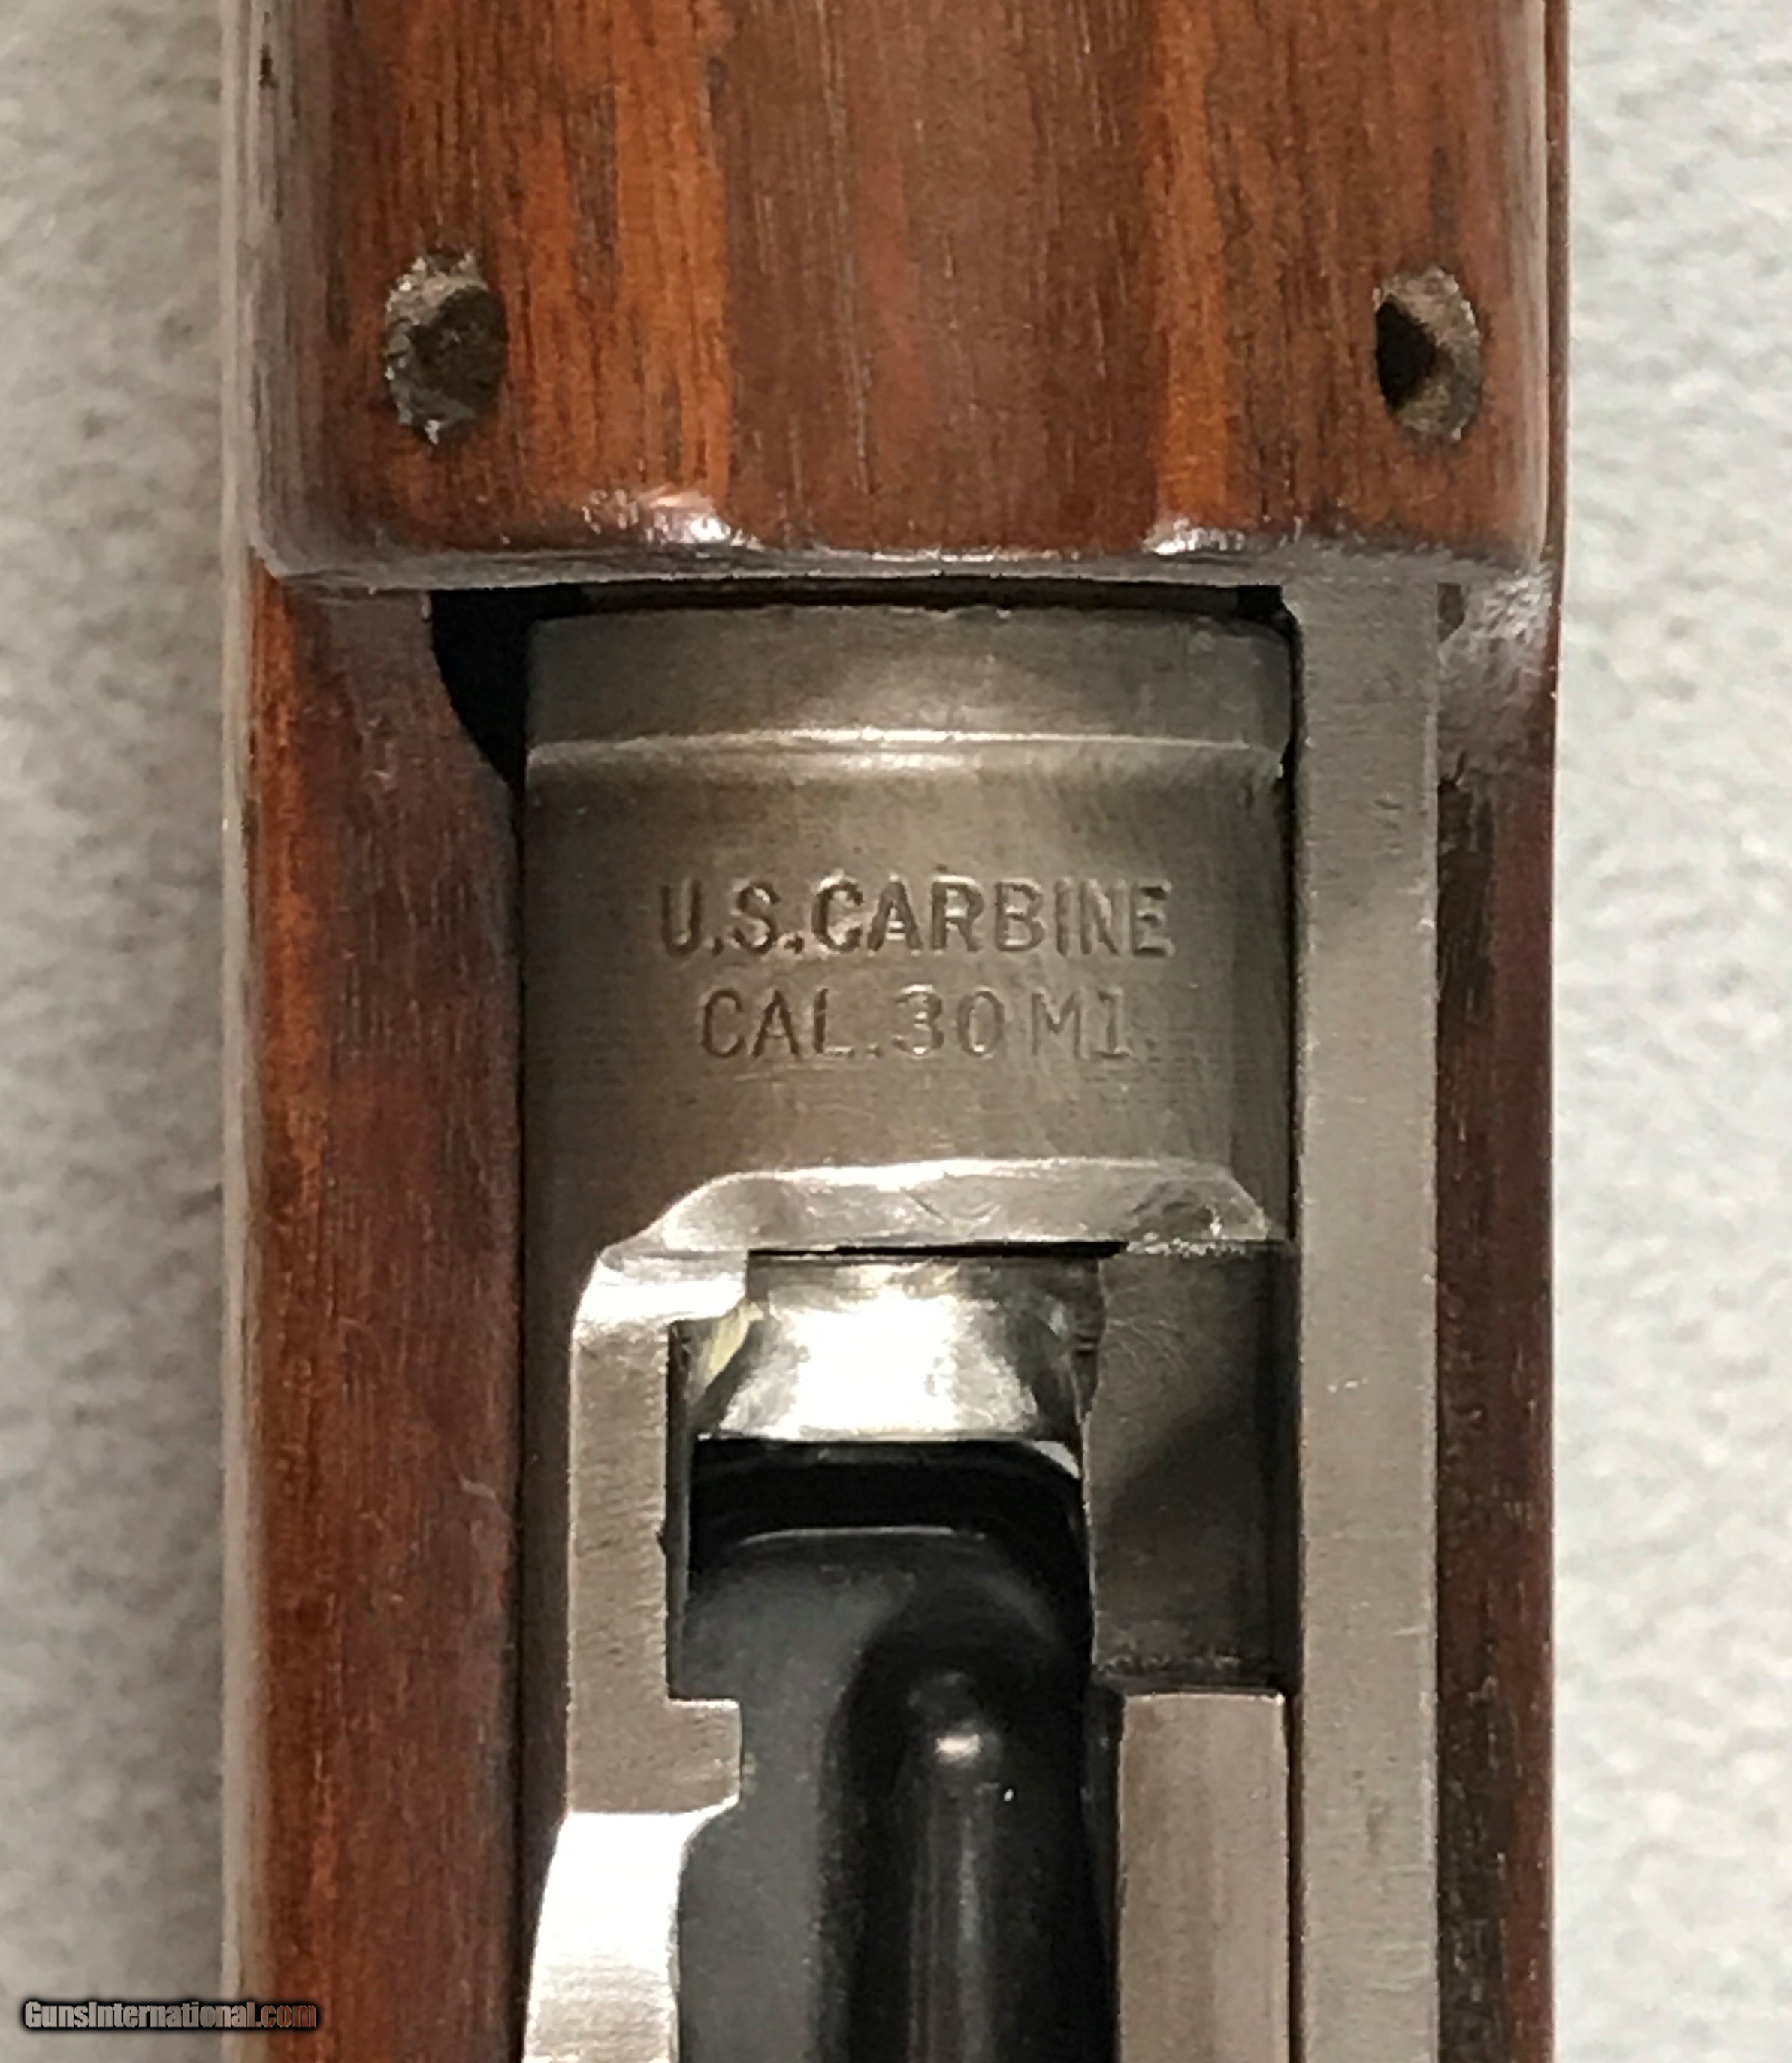 U.S.CARBINE
CAL.30 M1.
GunsInternational.com